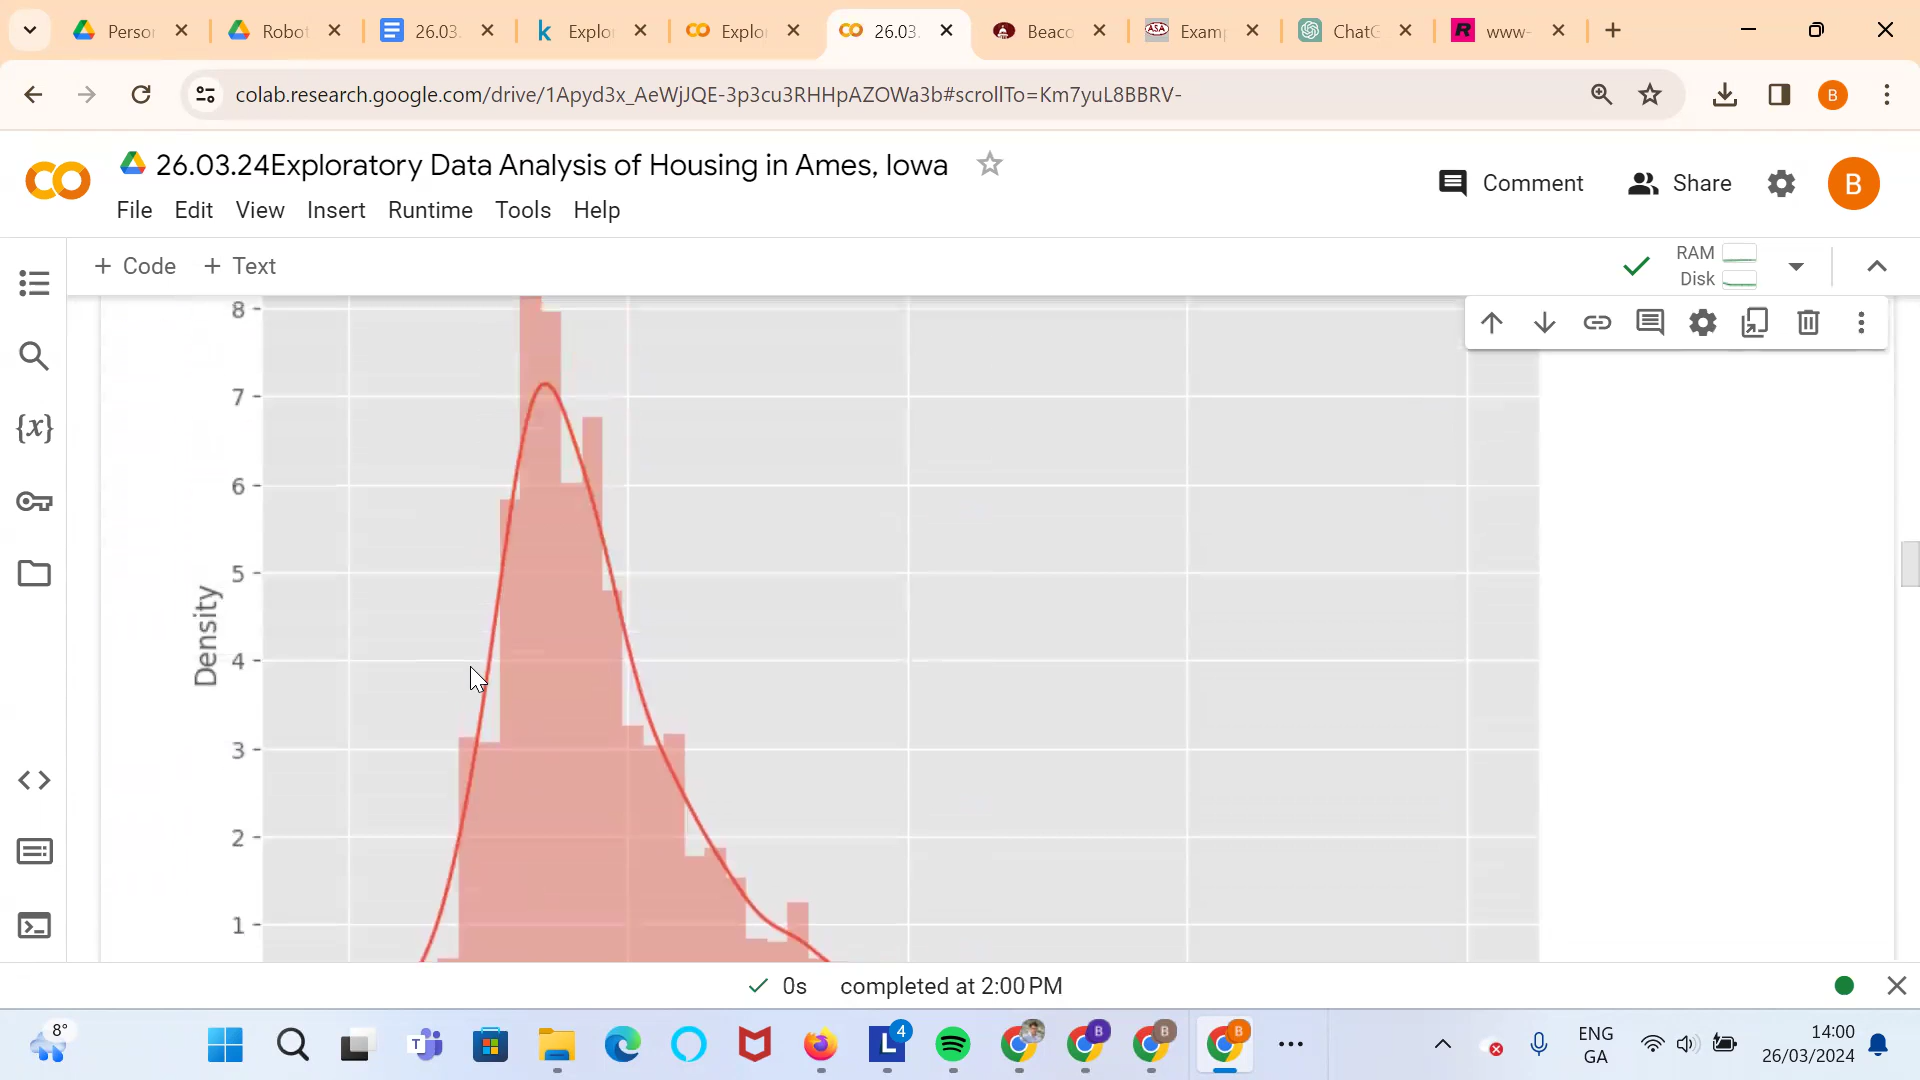 Person
Robot
26.03.
Explo
Explo
26.03.
Beaco
Examp
ChatG
www-
colab.research.google.com/drive/1Apyd3x_AeWjJQE-3p3cu3RHHpAZOWa3b#scrollTo=Km7yuL8BBRV-
B
26.03.24Exploratory Data Analysis of Housing in Ames, Iowa
Comment
Share
B
File Edit View Insert Runtime Tools Help
+ Code + Text
RAM
Disk
{x}
Density
8
7
6
5
4
3
2
1
0s completed at 2:00 PM
8°
4
ENG
GA
14:00
26/03/2024